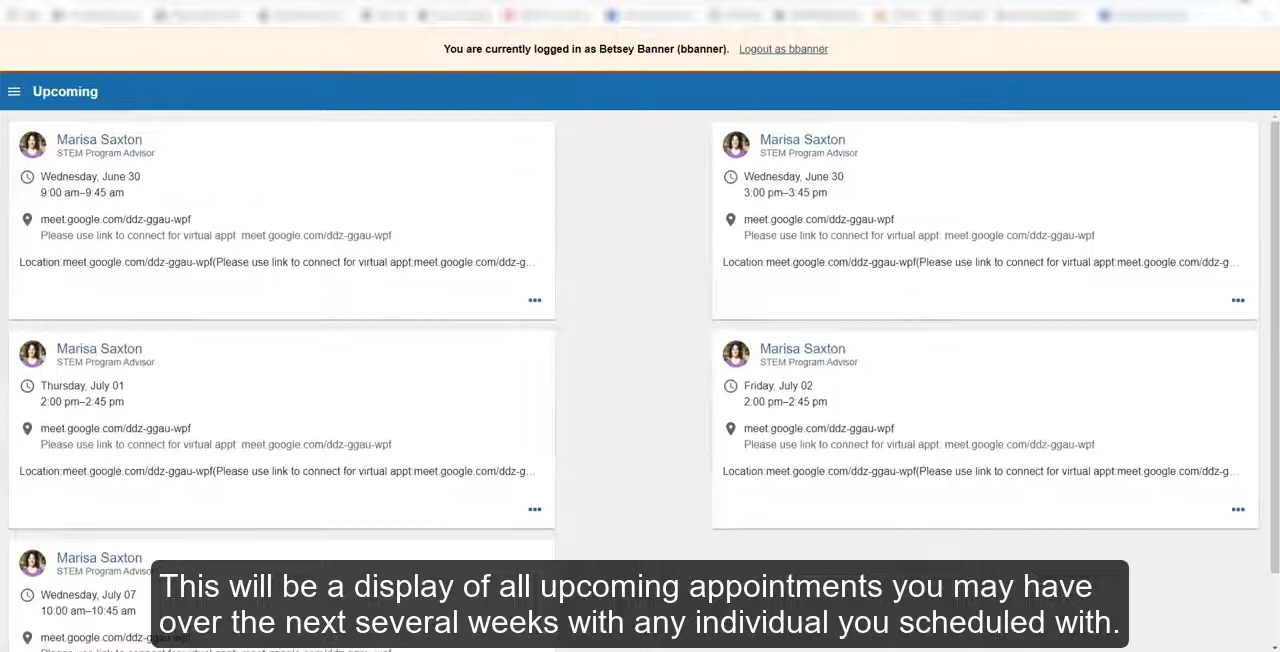 You are currently logged in as Betsey Banner (bbanner). Logout as bbanner
Upcoming
Marisa Saxton
STEM Program Advisor
Wednesday, June 30
9:00 am–9:45 am
meet.google.com/ddz-ggau-wpf
Please use link to connect for virtual appt: meet.google.com/ddz-ggau-wpf
Location:meet.google.com/ddz-ggau-wpf(Please use link to connect for virtual appt:meet.google.com/ddz-g...
Marisa Saxton
STEM Program Advisor
Wednesday, June 30
3:00 pm–3:45 pm
meet.google.com/ddz-ggau-wpf
Please use link to connect for virtual appt: meet.google.com/ddz-ggau-wpf
Location:meet.google.com/ddz-ggau-wpf(Please use link to connect for virtual appt:meet.google.com/ddz-g...
Marisa Saxton
STEM Program Advisor
Thursday, July 01
2:00 pm–2:45 pm
meet.google.com/ddz-ggau-wpf
Please use link to connect for virtual appt: meet.google.com/ddz-ggau-wpf
Location:meet.google.com/ddz-ggau-wpf(Please use link to connect for virtual appt:meet.google.com/ddz-g...
Marisa Saxton
STEM Program Advisor
Friday, July 02
2:00 pm–2:45 pm
meet.google.com/ddz-ggau-wpf
Please use link to connect for virtual appt: meet.google.com/ddz-ggau-wpf
Location:meet.google.com/ddz-ggau-wpf(Please use link to connect for virtual appt:meet.google.com/ddz-g...
Marisa Saxton
STEM Program Adviso
Wednesday, July 07
10:00 am–10:45 am
meet.google.com/ddz
This will be a display of all upcoming appointments you may have
over the next several weeks with any individual you scheduled with.